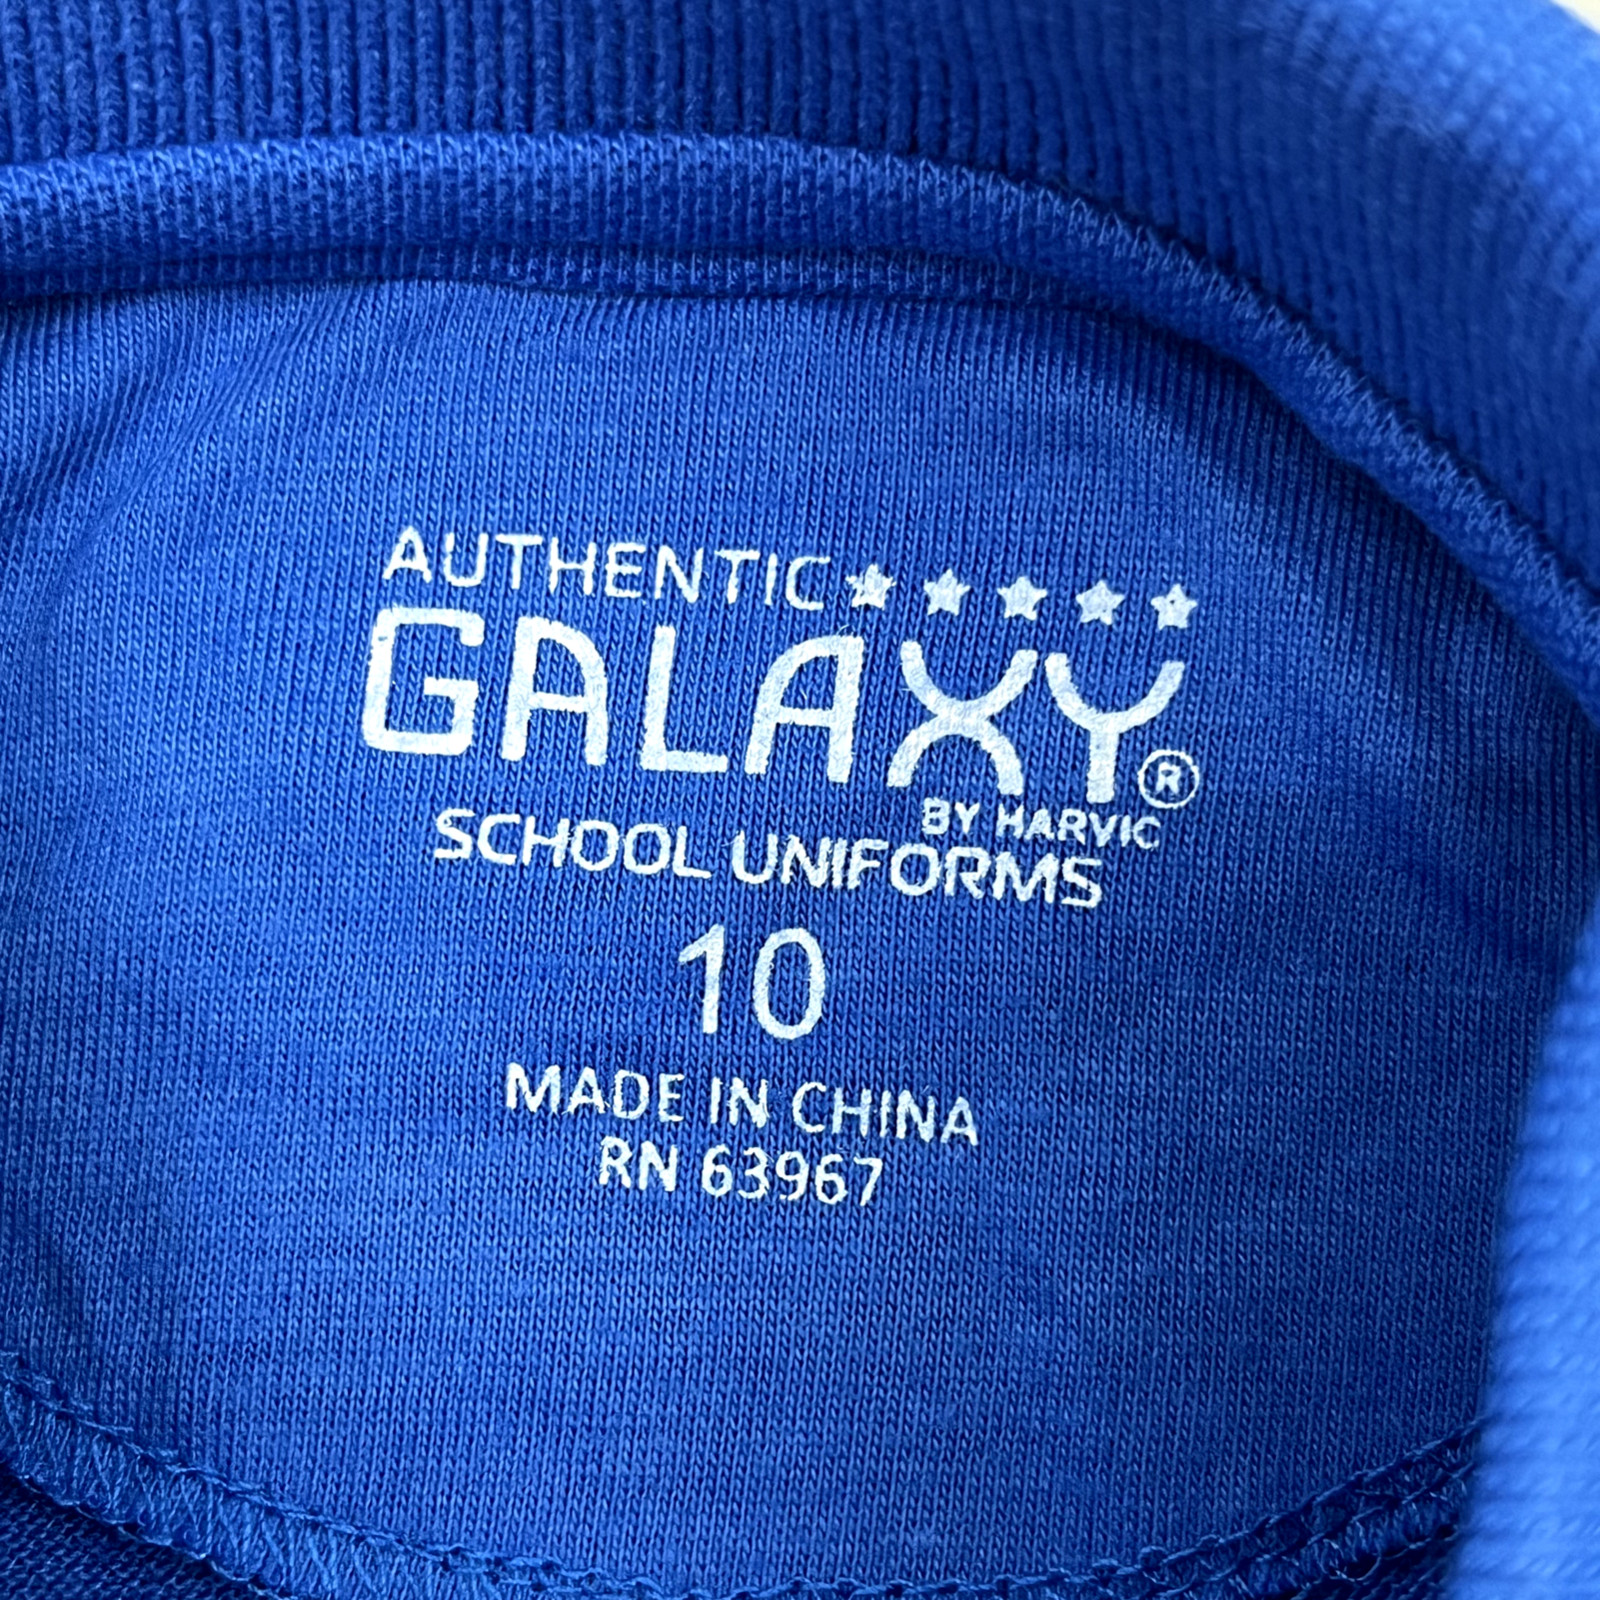 AUTHENTIC
GALAXY®
BY HARVIC
SCHOOL UNIFORMS
10
MADE IN CHINA
RN 63967